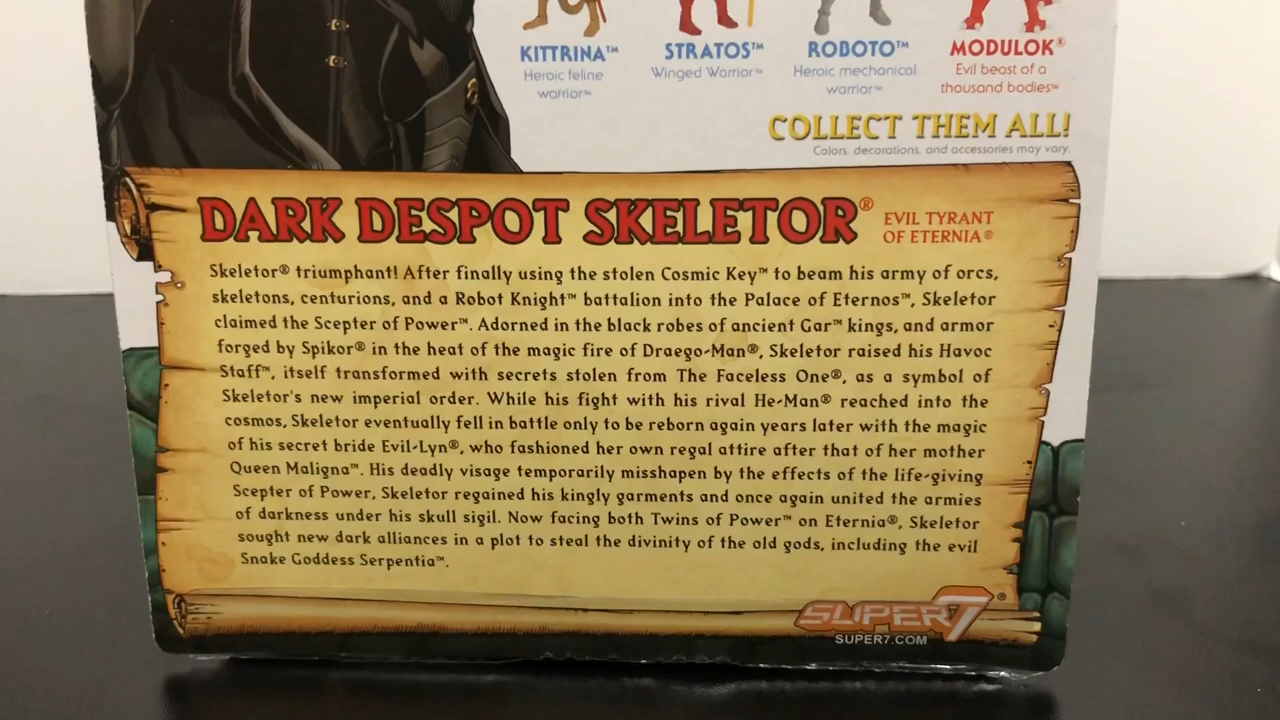 KITTRINA™
Heroic feline
warrior™
STRATOS™
Winged Warrior™
ROBOTO™
Heroic mechanical
warrior™
MODULOK®
Evil beast of a
thousand bodies™
COLLECT THEM ALL!
Colors, decorations, and accessories may vary.
DARK DESPOT SKELETOR®
EVIL TYRANT
OF ETERNIA®
Skeletor® triumphant! After finally using the stolen Cosmic Key™ to beam his army of orcs,
skeletons, centurions, and a Robot Knight™ battalion into the Palace of Eternos™, Skeletor
claimed the Scepter of Power™. Adorned in the black robes of ancient Gar™ kings, and armor
forged by Spikor® in the heat of the magic fire of Draego-Man®, Skeletor raised his Havoc
Staff™, itself transformed with secrets stolen from The Faceless One®, as a symbol of
Skeletor's new imperial order. While his fight with his rival He-Man® reached into the
cosmos, Skeletor eventually fell in battle only to be reborn again years later with the magic
of his secret bride Evil-Lyn®, who fashioned her own regal attire after that of her mother
Queen Maligna™. His deadly visage temporarily misshapen by the effects of the life-giving
Scepter of Power, Skeletor regained his kingly garments and once again united the armies
of darkness under his skull sigil. Now facing both Twins of Power™ on Eternia®, Skeletor
sought new dark alliances in a plot to steal the divinity of the old gods, including the evil
Snake Goddess Serpentia™.
SUPER7®
SUPER7.COM